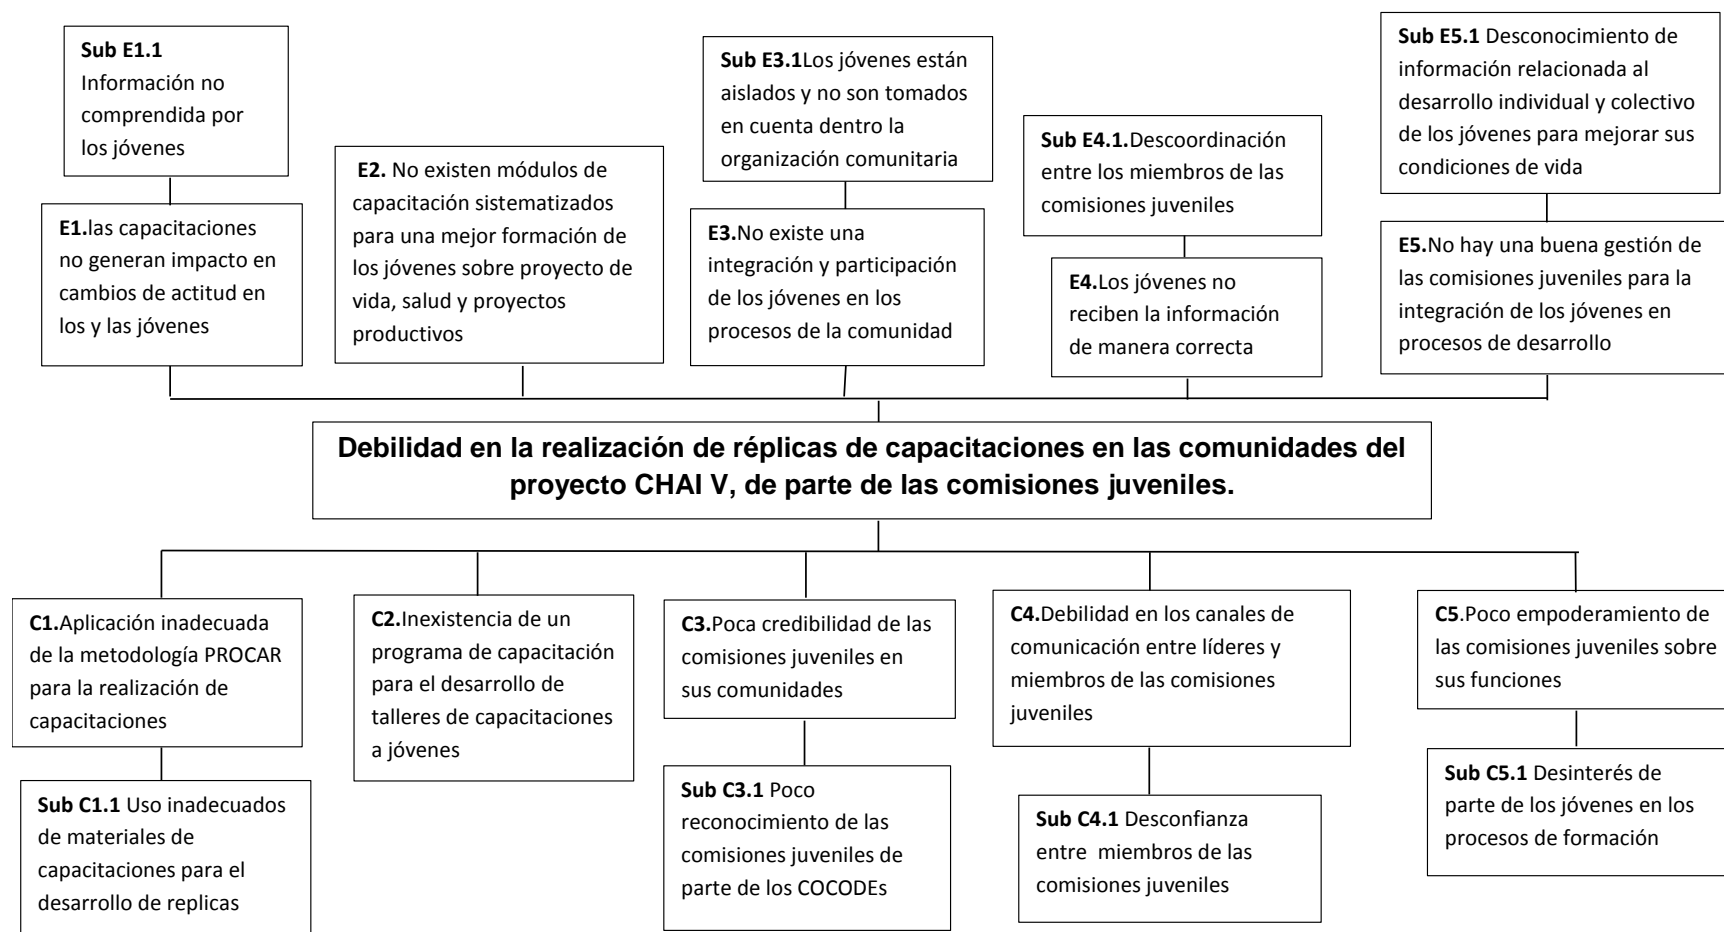 Sub E1.1
Información no
comprendida por
los jóvenes
Sub E3.1Los jóvenes están
aislados y no son tomados
en cuenta dentro la
organización comunitaria
Sub E4.1.Descoordinación
entre los miembros de las
comisiones juveniles
Sub E5.1 Desconocimiento de
información relacionada al
desarrollo individual y colectivo
de los jóvenes para mejorar sus
condiciones de vida
E1.las capacitaciones
no generan impacto en
cambios de actitud en
los y las jóvenes
E2. No existen módulos de
capacitación sistematizados
para una mejor formación de
los jóvenes sobre proyecto de
vida, salud y proyectos
productivos
E3.No existe una
integración y participación
de los jóvenes en los
procesos de la comunidad
E4.Los jóvenes no
reciben la información
de manera correcta
E5.No hay una buena gestión de
las comisiones juveniles para la
integración de los jóvenes en
procesos de desarrollo
Debilidad en la realización de réplicas de capacitaciones en las comunidades del
proyecto CHAI V, de parte de las comisiones juveniles.
C1.Aplicación inadecuada
de la metodología PROCAR
para la realización de
capacitaciones
C2.Inexistencia de un
programa de capacitación
para el desarrollo de
talleres de capacitaciones
a jóvenes
C3.Poca credibilidad de las
comisiones juveniles en
sus comunidades
C4.Debilidad en los canales de
comunicación entre líderes y
miembros de las comisiones
juveniles
C5.Poco empoderamiento de
las comisiones juveniles sobre
sus funciones
Sub C1.1 Uso inadecuados
de materiales de
capacitaciones para el
desarrollo de replicas
Sub C3.1 Poco
reconocimiento de las
comisiones juveniles de
parte de los COCODEs
Sub C4.1 Desconfianza
entre  miembros de las
comisiones juveniles
Sub C5.1 Desinterés de
parte de los jóvenes en los
procesos de formación